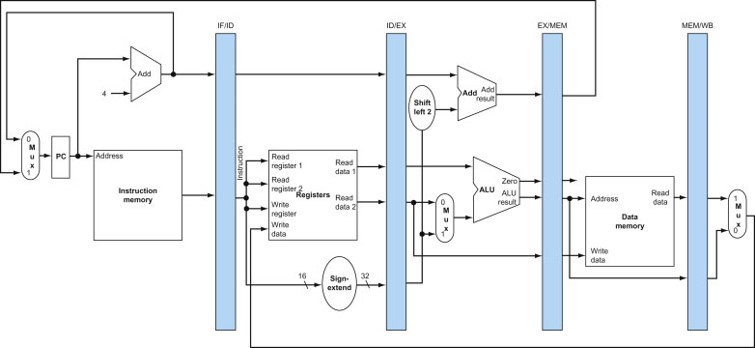 IF/ID
ID/EX
EX/MEM
MEM/WB
Add
4
0
M
u
x
1
PC
Address
Instruction
memory
Instruction
Read
register 1
Read
register 2
Write
register
Write
data
Registers
Read
data 1
Read
data 2
16
Sign-
extend
32
Shift
left 2
Add
Add
result
0
M
u
x
1
ALU
Zero
ALU
result
Address
Write
data
Data
memory
Read
data
1
M
u
x
0